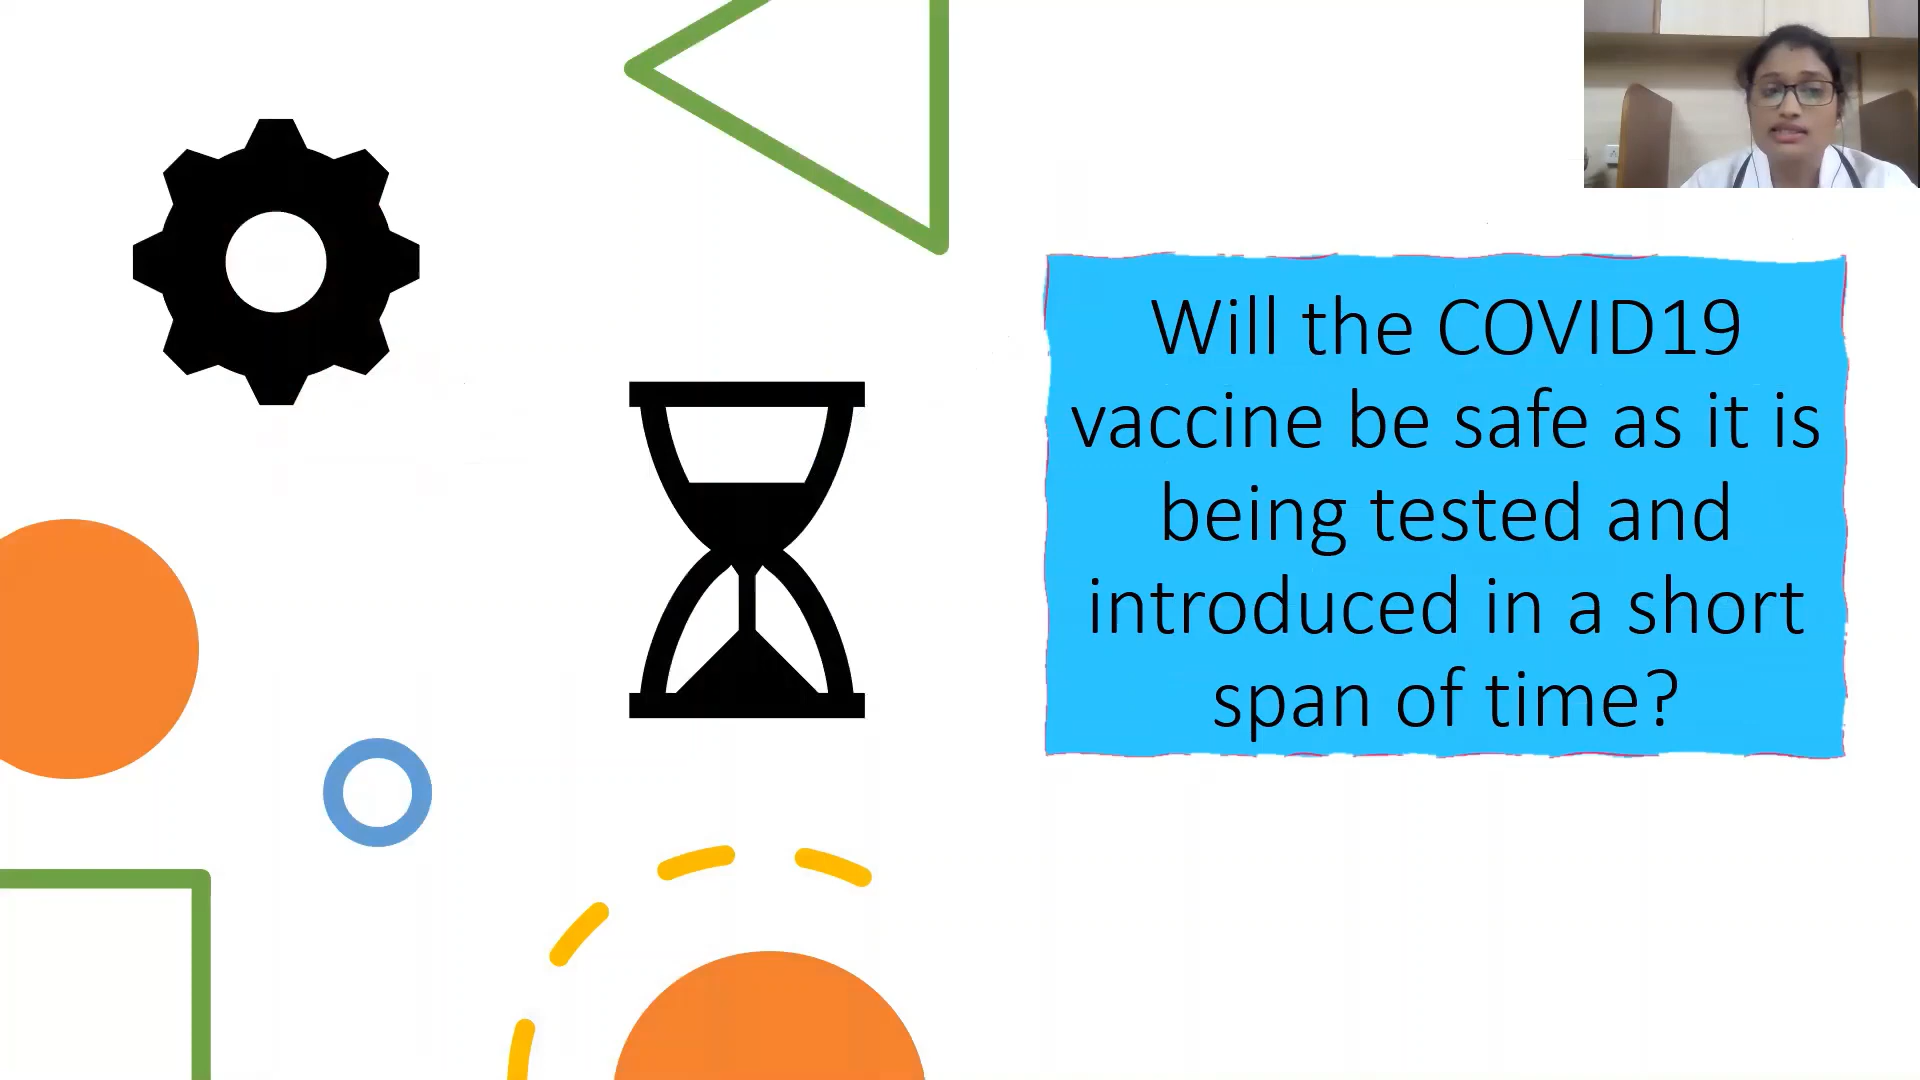 Will the COVID19
vaccine be safe as it is
being tested and
introduced in a short
span of time?